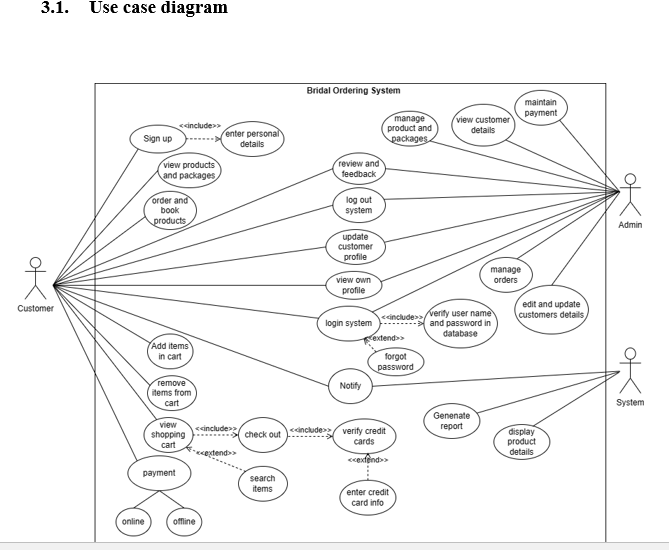 3.1. Use case diagram
Bridal Ordering System
maintain
payment
manage
product and
packages
view customer
details
<<include>>
Sign up
enter personal
details
view products
and packages
review and
feedback
order and
book
products
log out
system
Admin
update
customer
profile
view own
profile
manage
orders
Customer
login system
<<include>>
verify user name
and password in
database
edit and update
customers details
<<extend>>
forgot
password
Add items
in cart
Notify
remove
items from
cart
System
Genenate
report
view
shopping
cart
<<include>>
check out
<<include>>
verify credit
cards
display
product
details
<<extend>>
<<extend>>
payment
search
items
enter credit
card info
online
offline